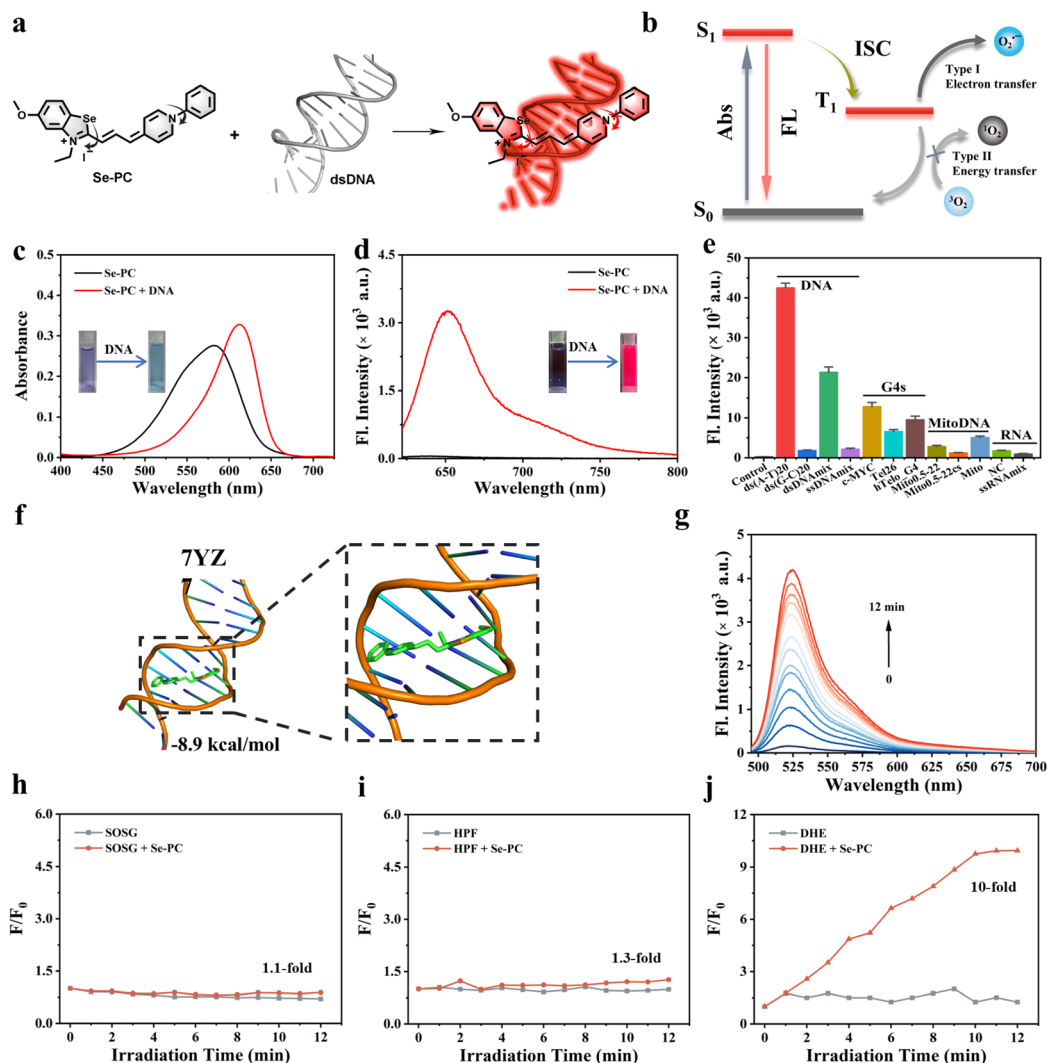 a
Se
O
N
+
I⁻
N
Se-PC
+
dsDNA
O
Se
N
+
I⁻
N
b
S₁
ISC
T₁
Abs
FL
S₀
O₂•⁻
Type I
Electron transfer
¹O₂
Type II
Energy transfer
³O₂
c
Se-PC
Se-PC + DNA
DNA
Absorbance
0.5
0.4
0.3
0.2
0.1
0.0
400 450 500 550 600 650 700
Wavelength (nm)
d
Se-PC
Se-PC + DNA
DNA
Fl. Intensity (× 10³ a.u.)
4.5
3.0
1.5
0.0
650 700 750 800
Wavelength (nm)
e
Fl. Intensity (× 10³ a.u.)
50
40
30
20
10
0
DNA
G4s
MitoDNA
RNA
Control
ds(A-T)20
ds(G-C)20
dsDNAmix
ssDNAmix
c-MYC
Tel26
hTelo_G4
Mito0.5-22
Mito0.5-22cs
Mito
NC
ssRNAmix
f
7YZ
-8.9 kcal/mol
g
Fl. Intensity (× 10³ a.u.)
5
4
3
2
1
0
12 min
0
500 525 550 575 600 625 650 700
Wavelength (nm)
h
SOSG
SOSG + Se-PC
F/F₀
6.0
4.5
3.0
1.5
0.0
1.1-fold
0 2 4 6 8 10 12
Irradiation Time (min)
i
HPF
HPF + Se-PC
F/F₀
6.0
4.5
3.0
1.5
0.0
1.3-fold
0 2 4 6 8 10 12
Irradiation Time (min)
j
DHE
DHE + Se-PC
F/F₀
12
9
6
3
0
10-fold
0 2 4 6 8 10 12
Irradiation Time (min)